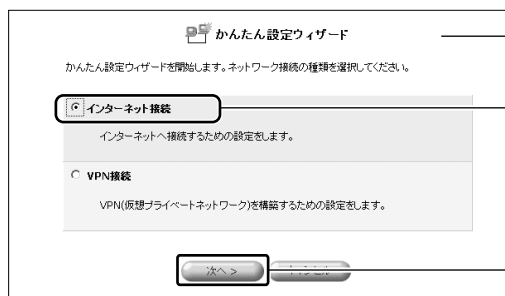 かんたん設定ウィザード
かんたん設定ウィザードを開始します。ネットワーク接続の種類を選択してください。
インターネット接続
インターネットへ接続するための設定をします。
VPN接続
VPN(仮想プライベートネットワーク)を構築するための設定をします。
次へ >
キャンセル